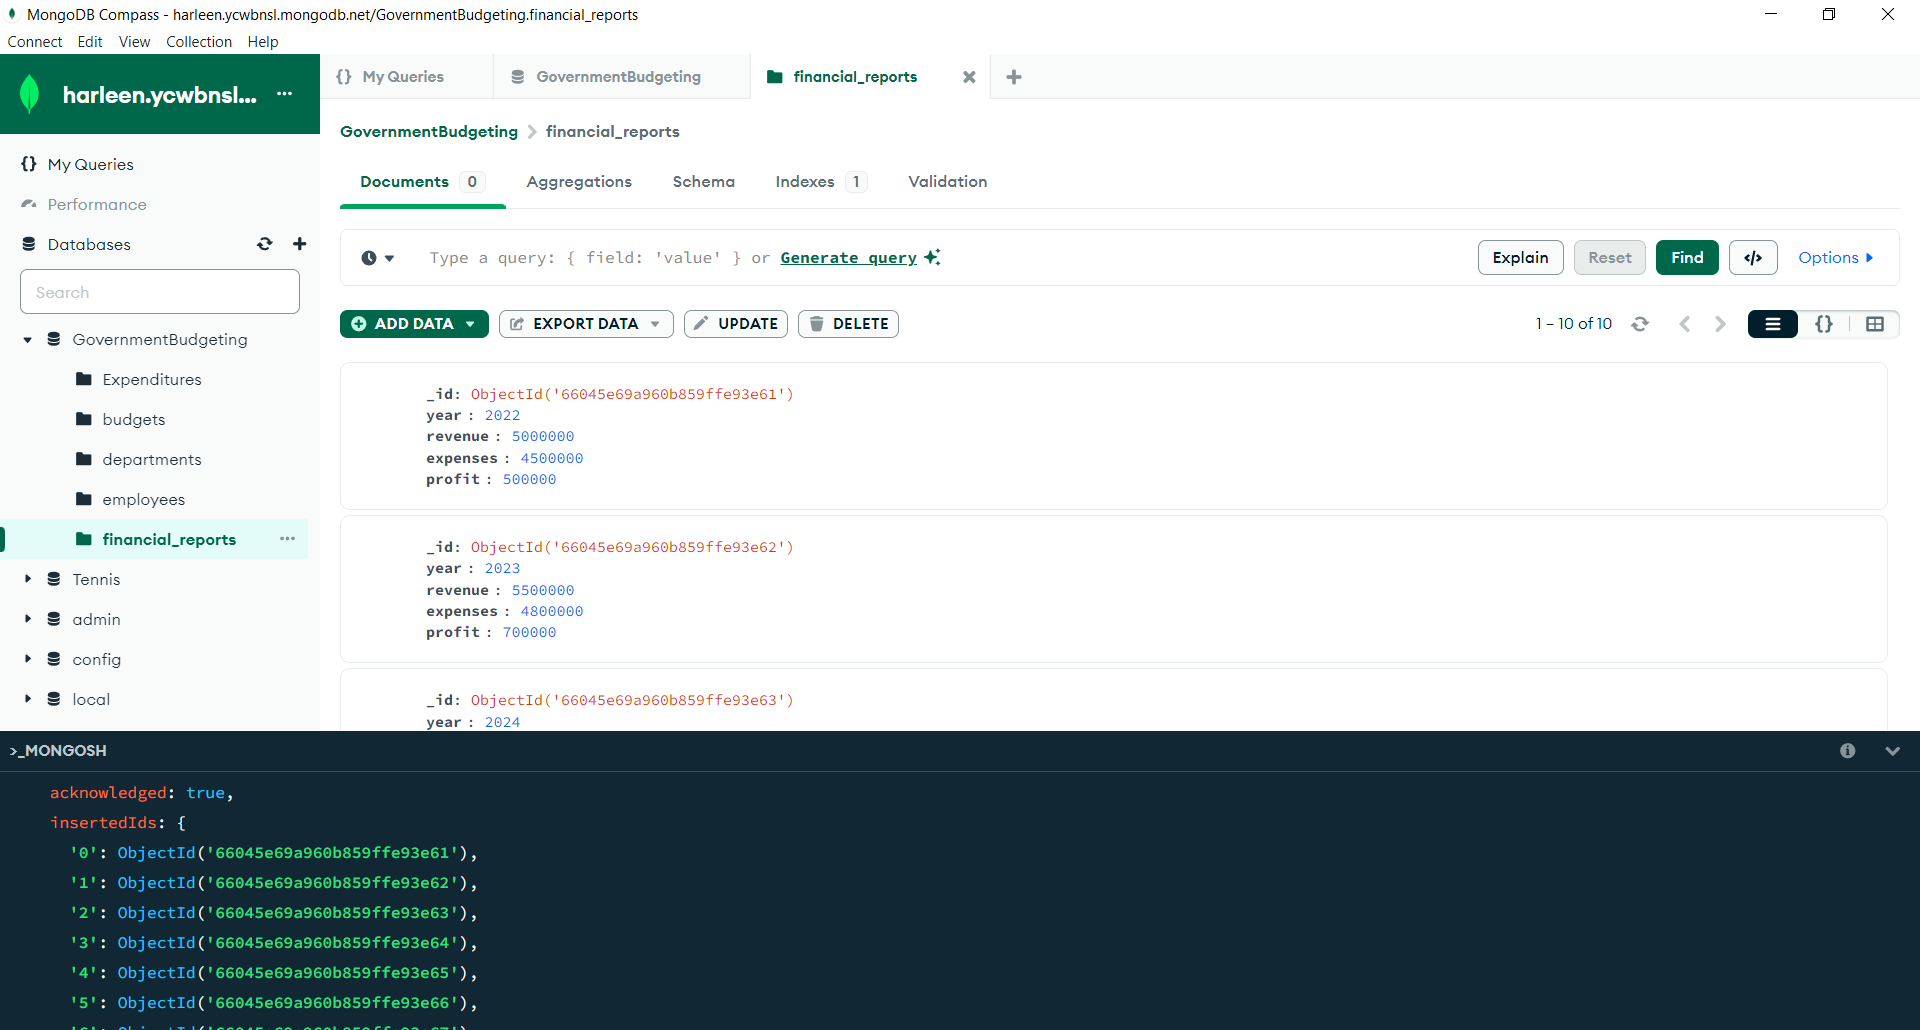 MongoDB Compass - harleen.ycwbnsl.mongodb.net/GovernmentBudgeting.financial_reports
Connect Edit View Collection Help
harleen.ycwbnsl... ...
{} My Queries
Performance
Databases
Search
GovernmentBudgeting
Expenditures
budgets
departments
employees
financial_reports ...
Tennis
admin
config
local
{} My Queries GovernmentBudgeting financial_reports
GovernmentBudgeting > financial_reports
Documents 0 Aggregations Schema Indexes 1 Validation
Type a query: { field: 'value' } or Generate query Explain Reset Find </> Options
ADD DATA EXPORT DATA UPDATE DELETE 1 – 10 of 10 {}
_id: ObjectId('66045e69a960b859ffe93e61')
year : 2022
revenue : 5000000
expenses : 4500000
profit : 500000
_id: ObjectId('66045e69a960b859ffe93e62')
year : 2023
revenue : 5500000
expenses : 4800000
profit : 700000
_id: ObjectId('66045e69a960b859ffe93e63')
year : 2024
>_MONGOSH
acknowledged: true,
insertedIds: {
'0': ObjectId('66045e69a960b859ffe93e61'),
'1': ObjectId('66045e69a960b859ffe93e62'),
'2': ObjectId('66045e69a960b859ffe93e63'),
'3': ObjectId('66045e69a960b859ffe93e64'),
'4': ObjectId('66045e69a960b859ffe93e65'),
'5': ObjectId('66045e69a960b859ffe93e66'),